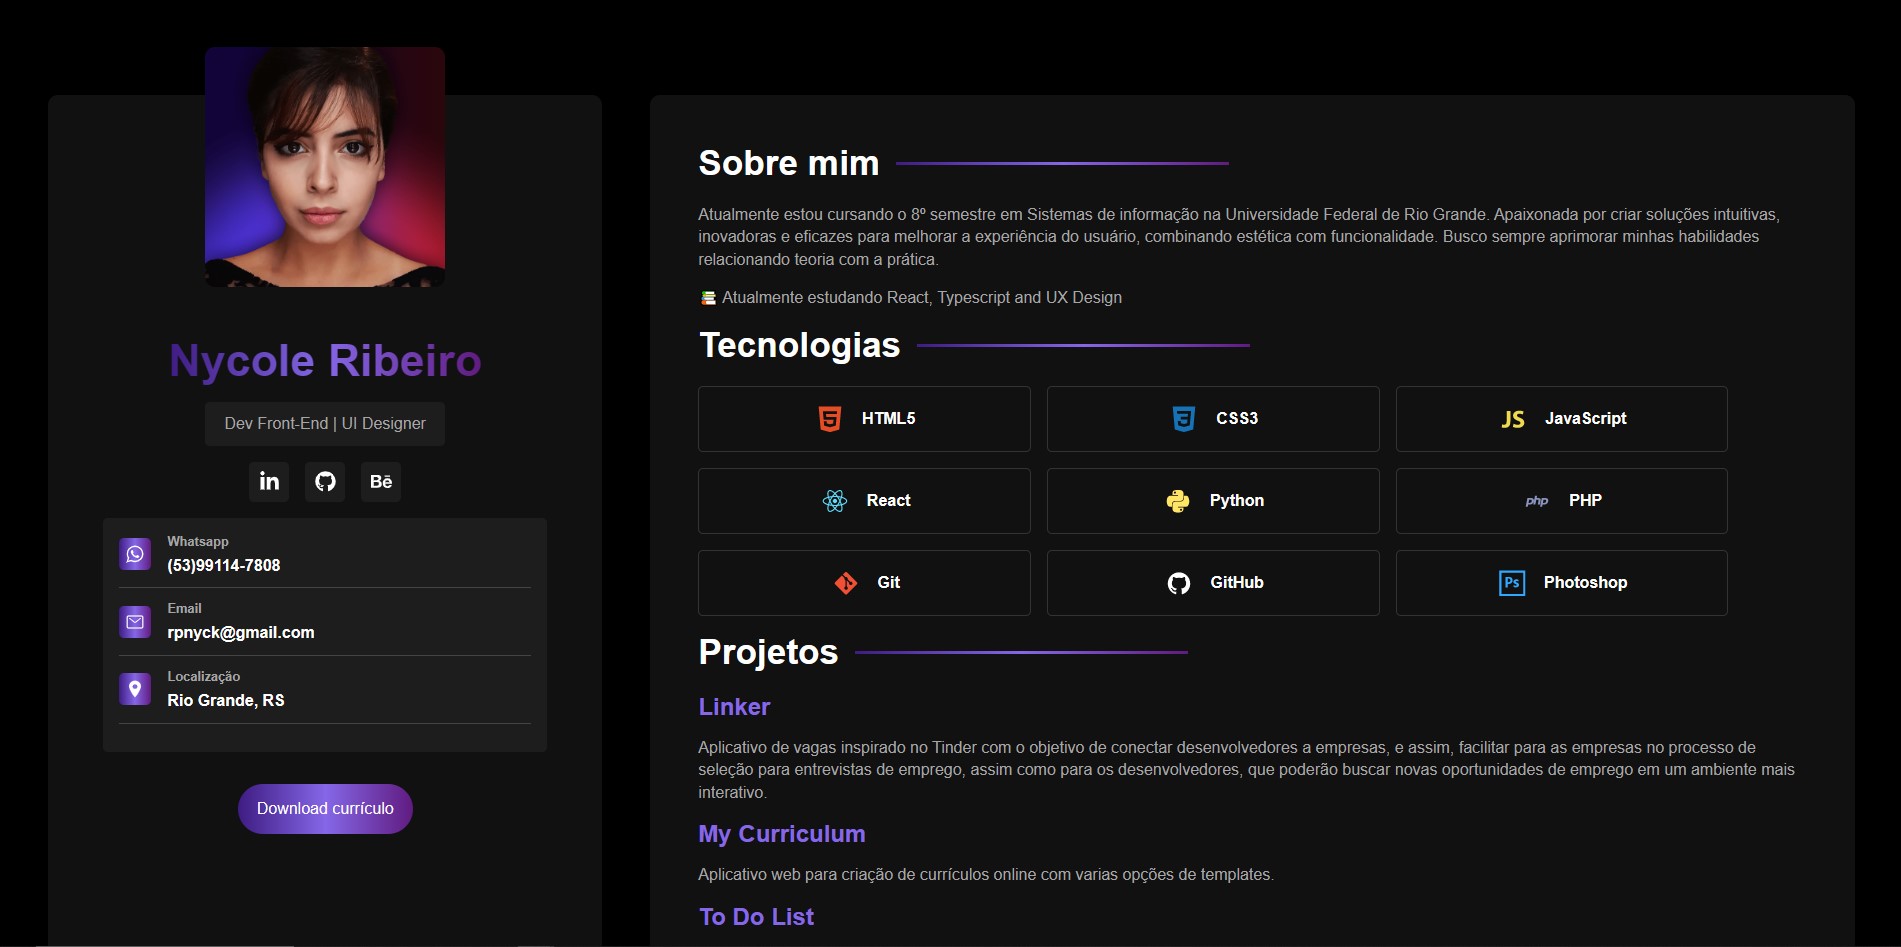 Nycole Ribeiro
Dev Front-End | UI Designer
in
Bē
Whatsapp
(53)99114-7808
Email
rpnyck@gmail.com
Localização
Rio Grande, RS
Download currículo
Sobre mim
Atualmente estou cursando o 8º semestre em Sistemas de informação na Universidade Federal de Rio Grande. Apaixonada por criar soluções intuitivas,
inovadoras e eficazes para melhorar a experiência do usuário, combinando estética com funcionalidade. Busco sempre aprimorar minhas habilidades
relacionando teoria com a prática.
📚 Atualmente estudando React, Typescript and UX Design
Tecnologias
5 HTML5
3 CSS3
JS JavaScript
React
Python
php PHP
Git
GitHub
Ps Photoshop
Projetos
Linker
Aplicativo de vagas inspirado no Tinder com o objetivo de conectar desenvolvedores a empresas, e assim, facilitar para as empresas no processo de
seleção para entrevistas de emprego, assim como para os desenvolvedores, que poderão buscar novas oportunidades de emprego em um ambiente mais
interativo.
My Curriculum
Aplicativo web para criação de currículos online com varias opções de templates.
To Do List